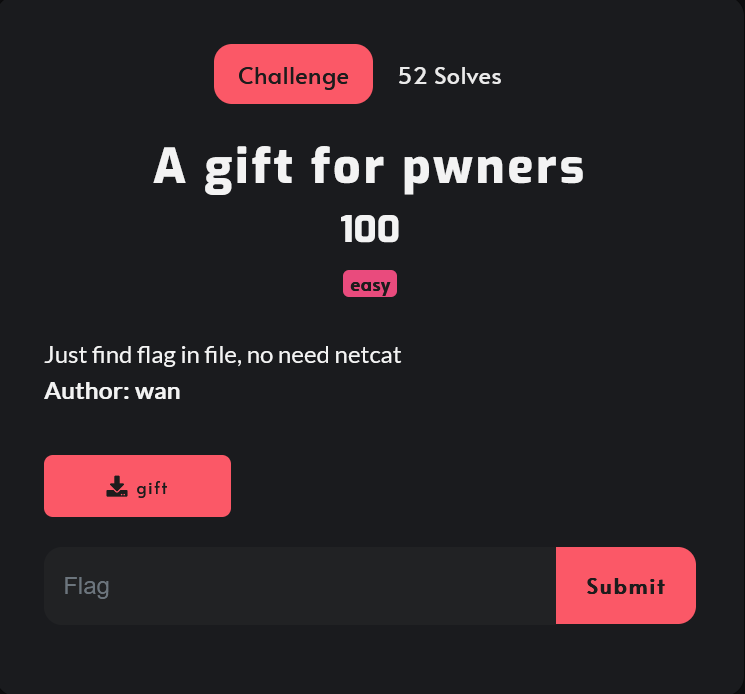 Challenge
52 Solves
A gift for pwners
100
easy
Just find flag in file, no need netcat
Author: wan
gift
Flag
Submit